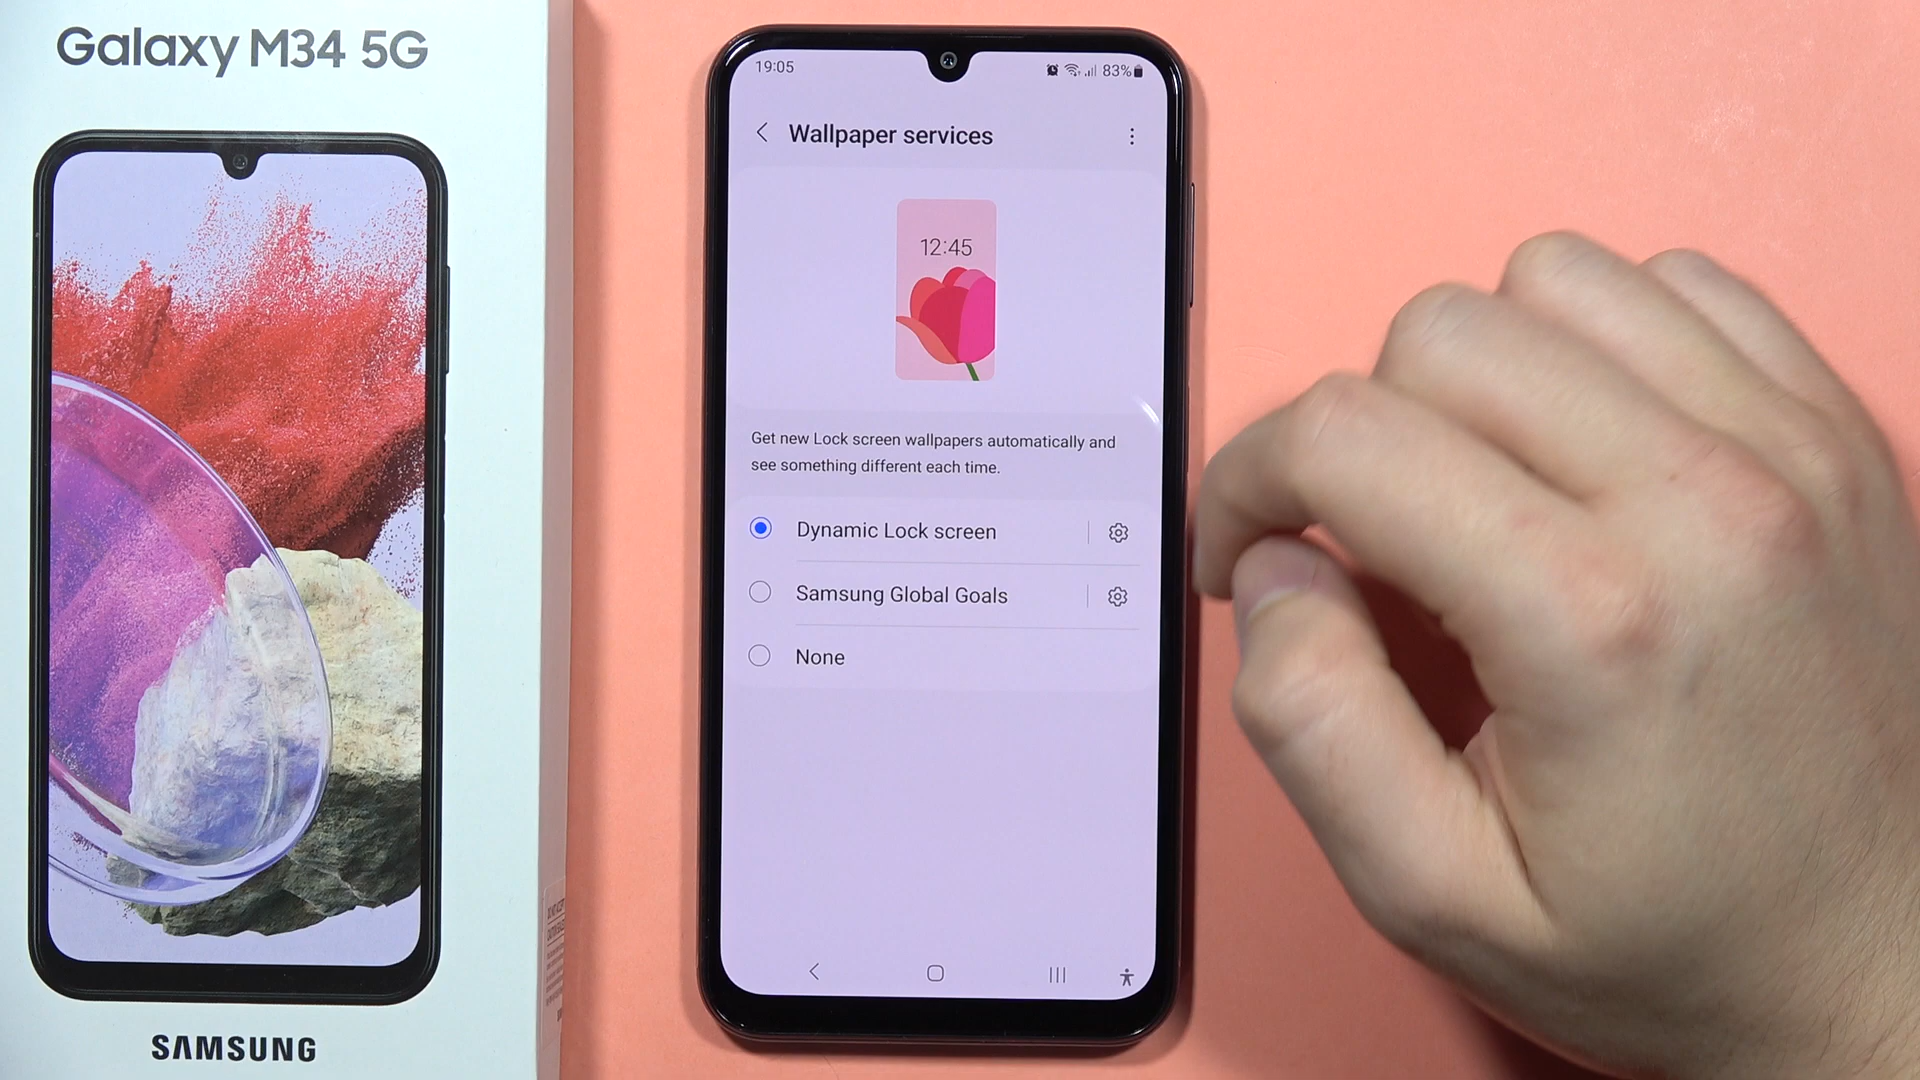 Galaxy M34 5G
SAMSUNG
19:05
83%
Wallpaper services
12:45
Get new Lock screen wallpapers automatically and
see something different each time.
Dynamic Lock screen
Samsung Global Goals
None